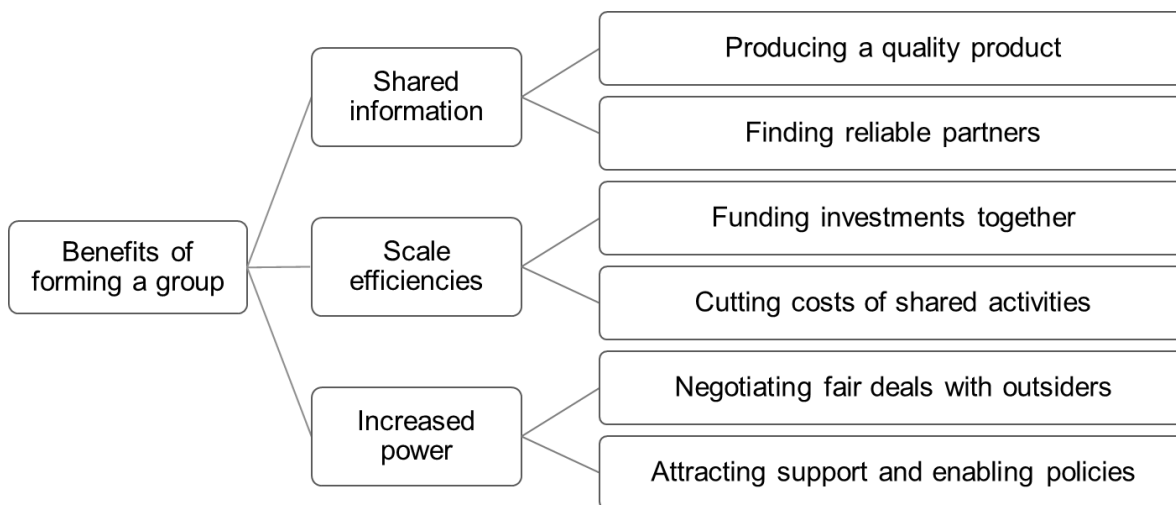 Benefits of
forming a group
Shared
information
Producing a quality product
Finding reliable partners
Scale
efficiencies
Funding investments together
Cutting costs of shared activities
Increased
power
Negotiating fair deals with outsiders
Attracting support and enabling policies